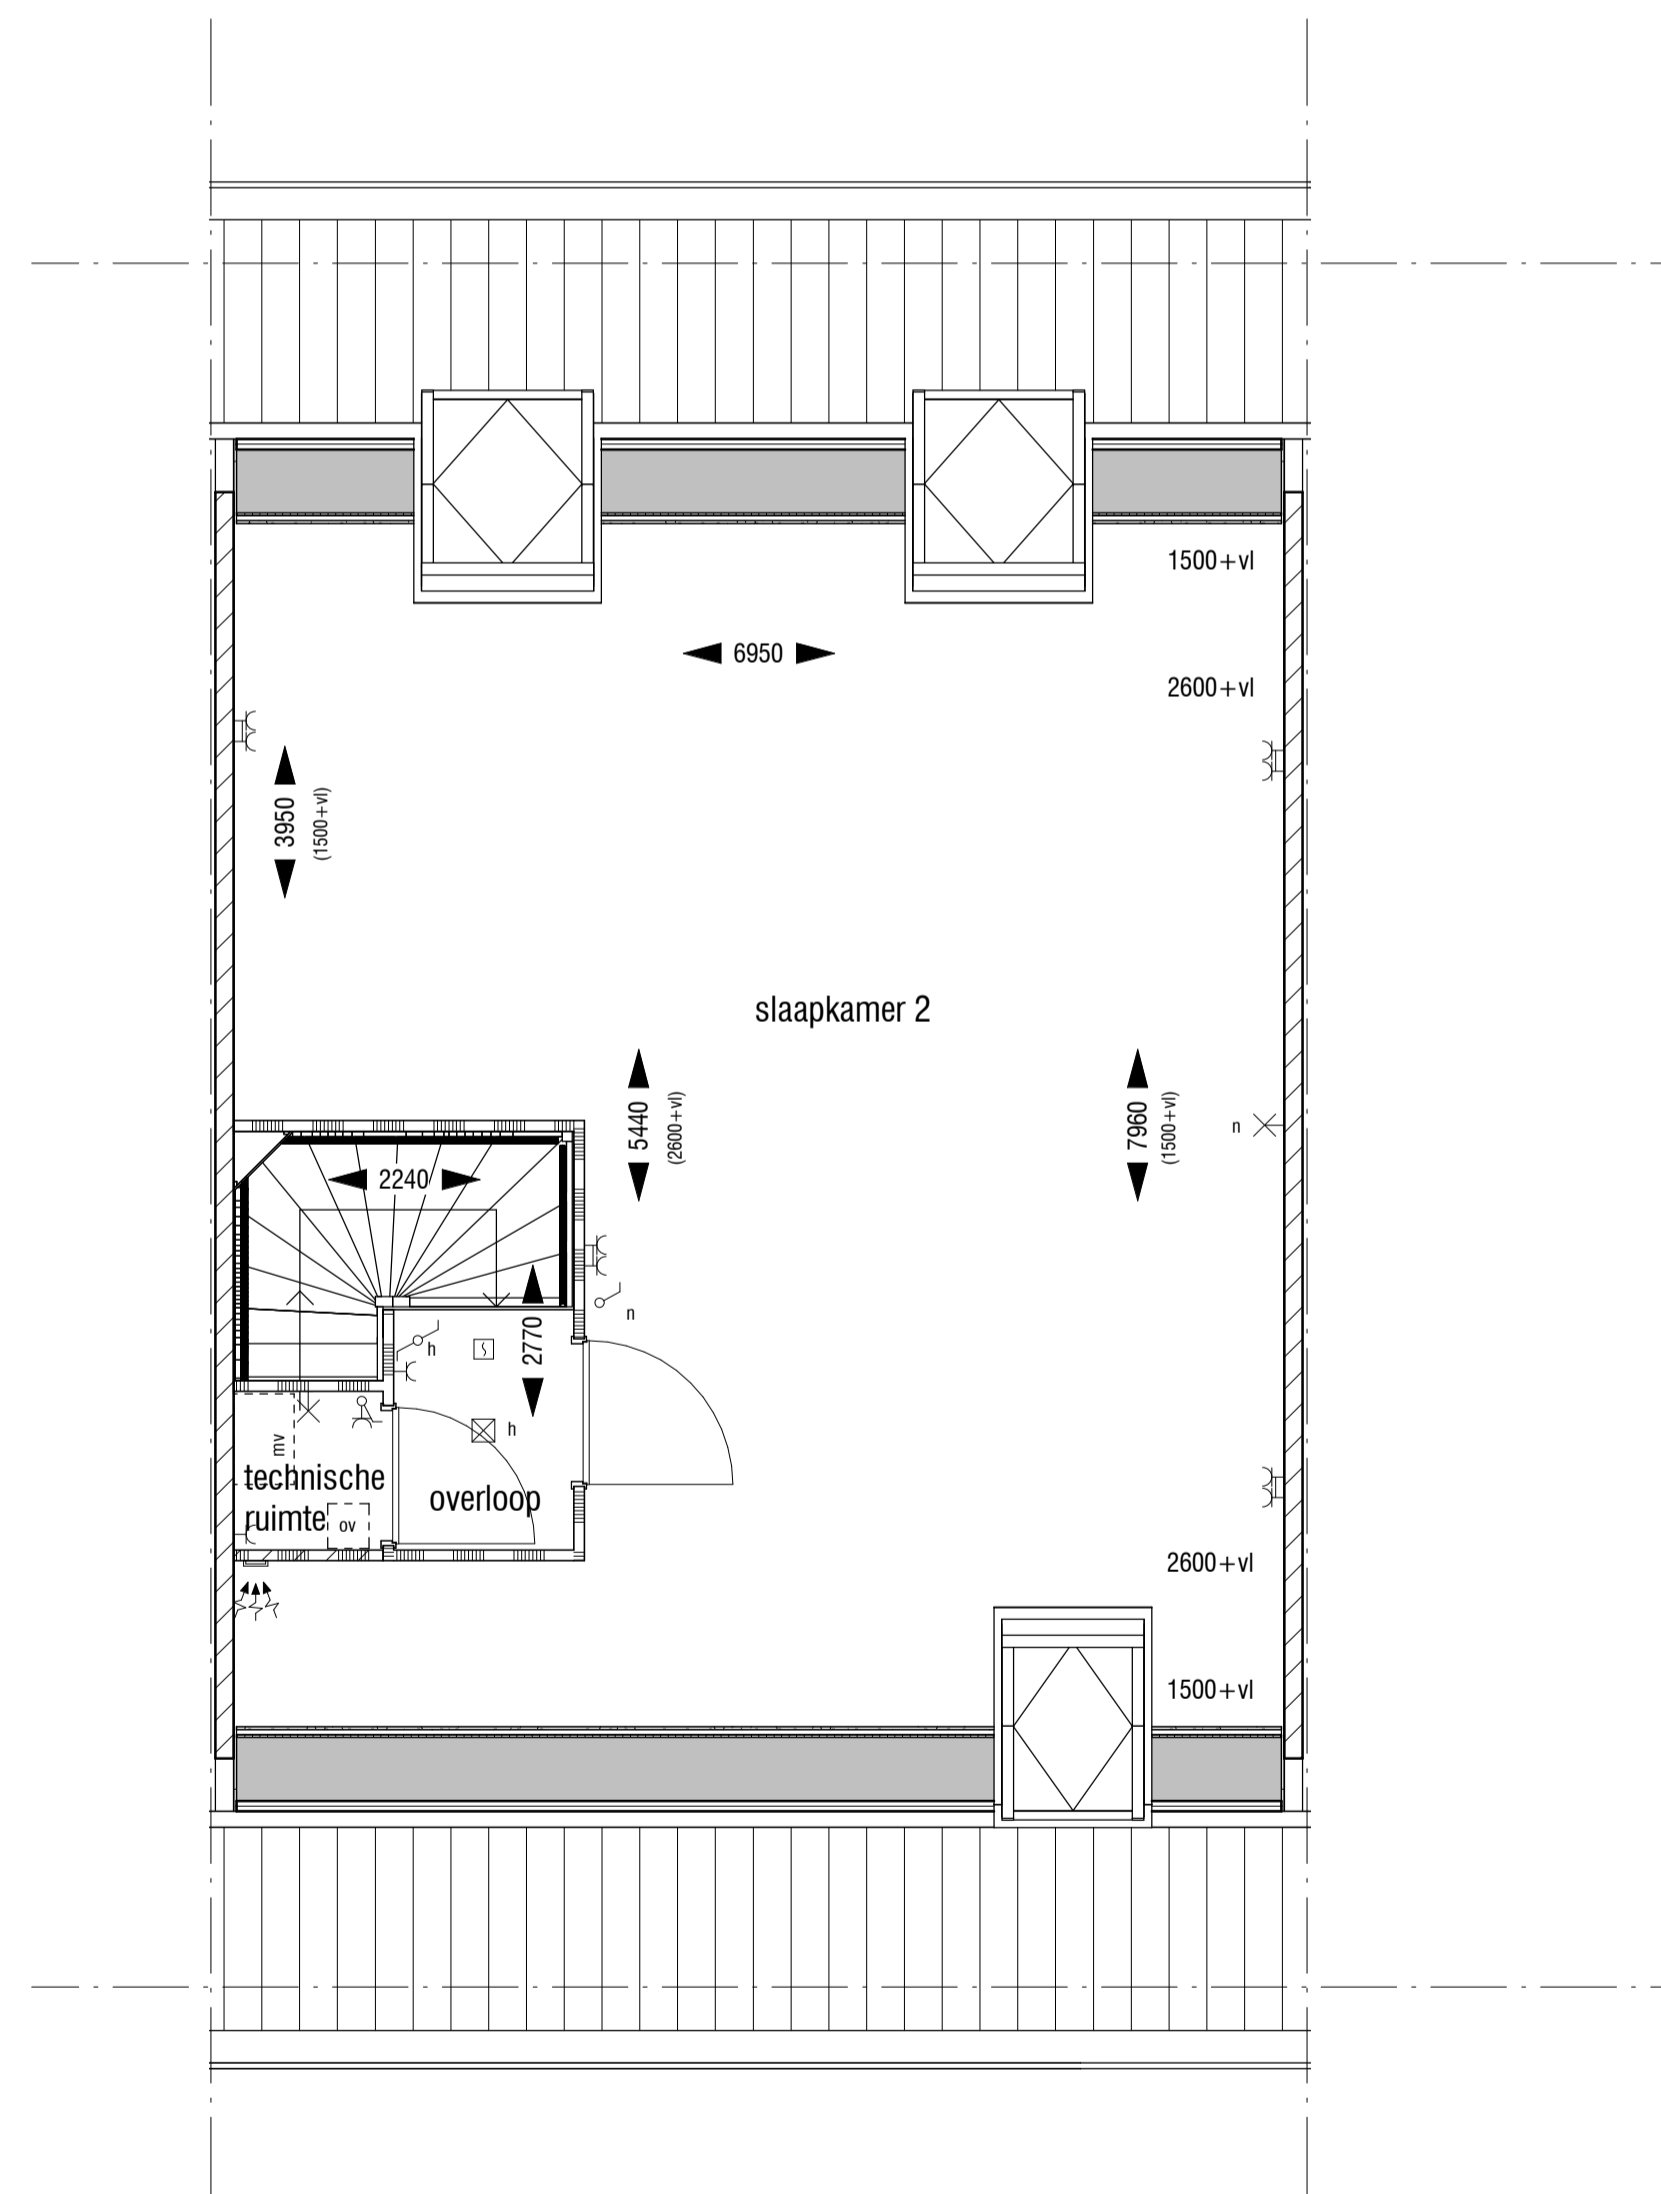 1500+vl
6950
2600+vl
3950
(1500+vl)
slaapkamer 2
5440
(2600+vl)
7960
(1500+vl)
n
2240
n
2770
h
h
mv
technische
ruimte
overloop
ov
2600+vl
1500+vl